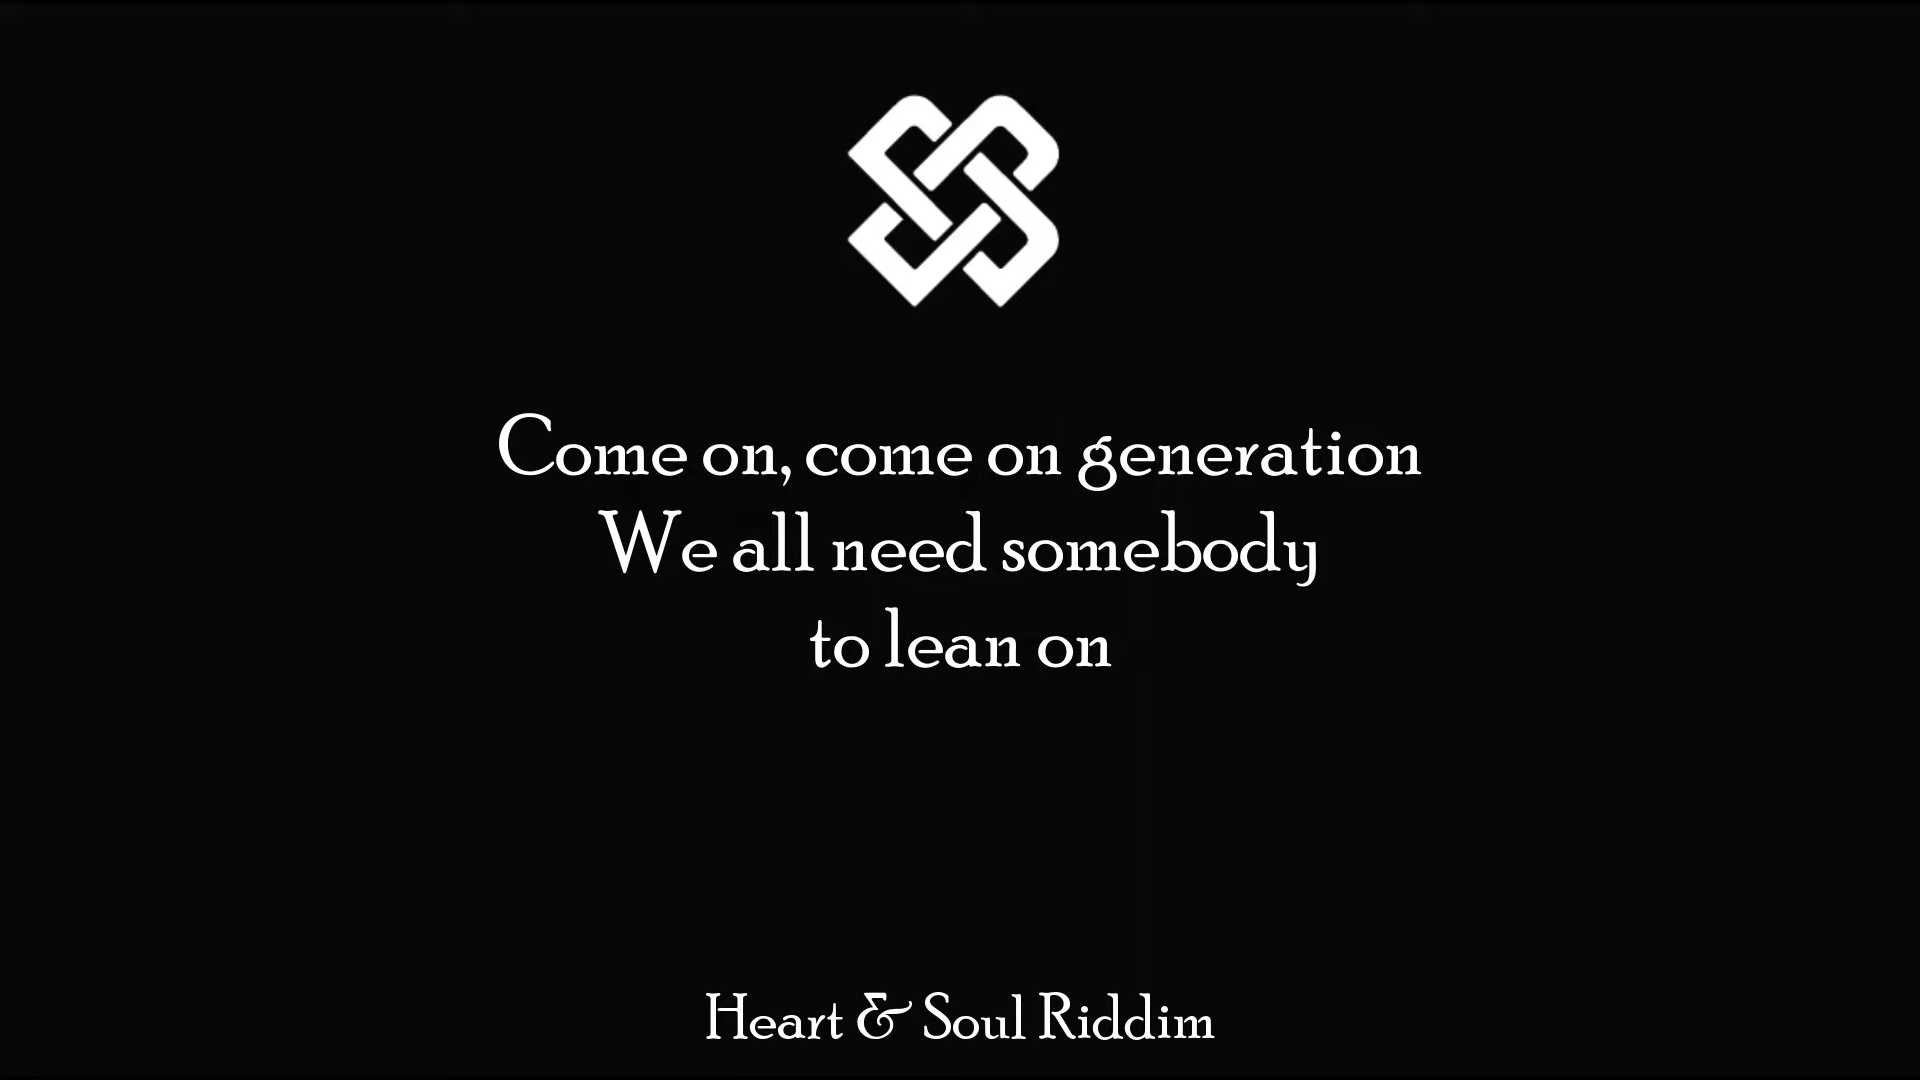 Come on, come on generation
We all need somebody
to lean on
Heart & Soul Riddim